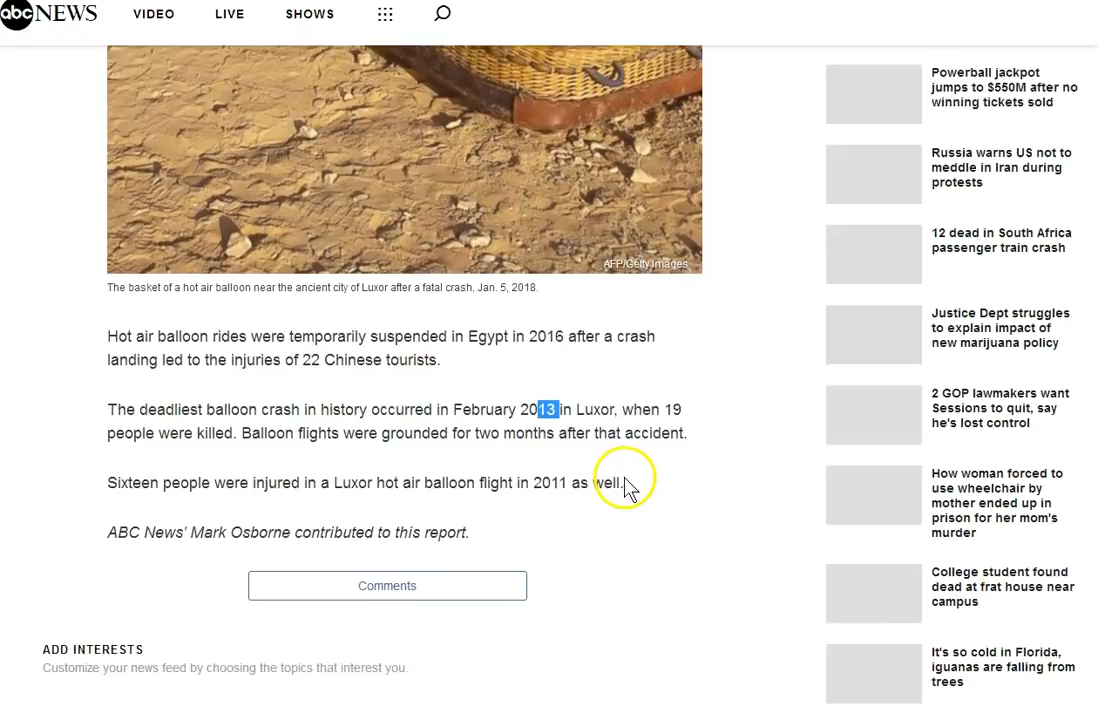 abc NEWS VIDEO LIVE SHOWS
AFP/Getty Images
The basket of a hot air balloon near the ancient city of Luxor after a fatal crash, Jan. 5, 2018.
Hot air balloon rides were temporarily suspended in Egypt in 2016 after a crash
landing led to the injuries of 22 Chinese tourists.
The deadliest balloon crash in history occurred in February 2013 in Luxor, when 19
people were killed. Balloon flights were grounded for two months after that accident.
Sixteen people were injured in a Luxor hot air balloon flight in 2011 as well.
ABC News' Mark Osborne contributed to this report.
Comments
ADD INTERESTS
Customize your news feed by choosing the topics that interest you.
Powerball jackpot
jumps to $550M after no
winning tickets sold
Russia warns US not to
meddle in Iran during
protests
12 dead in South Africa
passenger train crash
Justice Dept struggles
to explain impact of
new marijuana policy
2 GOP lawmakers want
Sessions to quit, say
he's lost control
How woman forced to
use wheelchair by
mother ended up in
prison for her mom's
murder
College student found
dead at frat house near
campus
It's so cold in Florida,
iguanas are falling from
trees